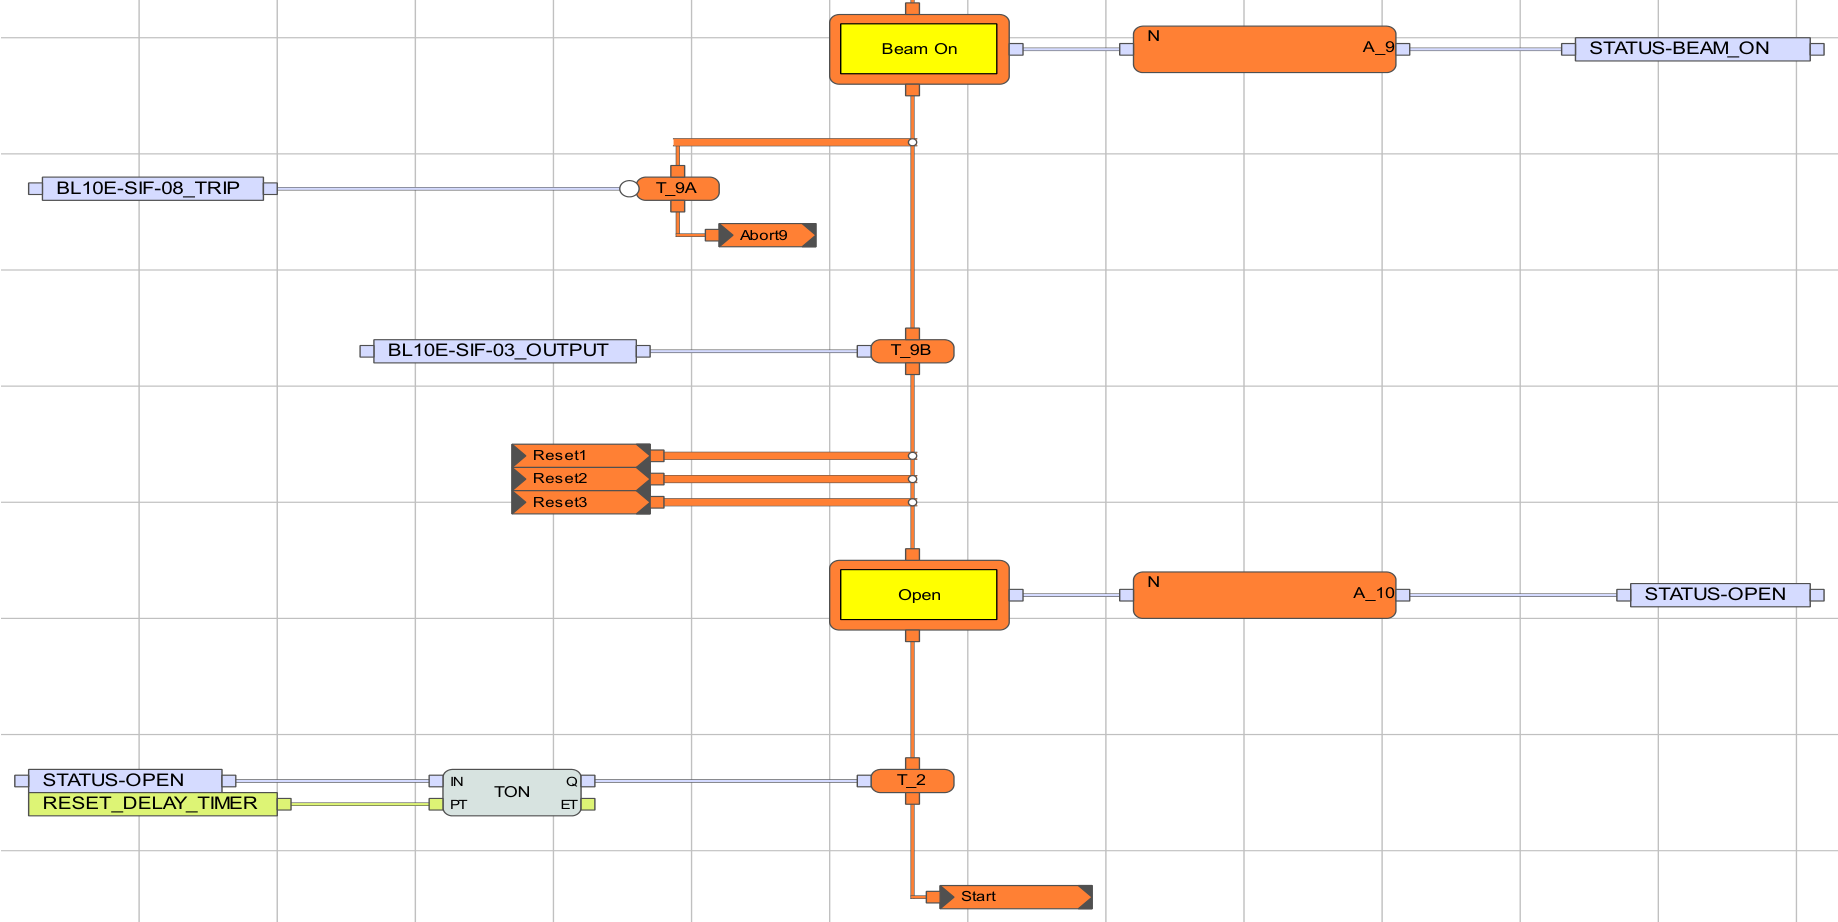 Beam On
N
A_9
STATUS-BEAM_ON
BL10E-SIF-08_TRIP
T_9A
Abort9
BL10E-SIF-03_OUTPUT
T_9B
Reset1
Reset2
Reset3
Open
N
A_10
STATUS-OPEN
STATUS-OPEN
IN
Q
T_2
TON
RESET_DELAY_TIMER
PT
ET
Start